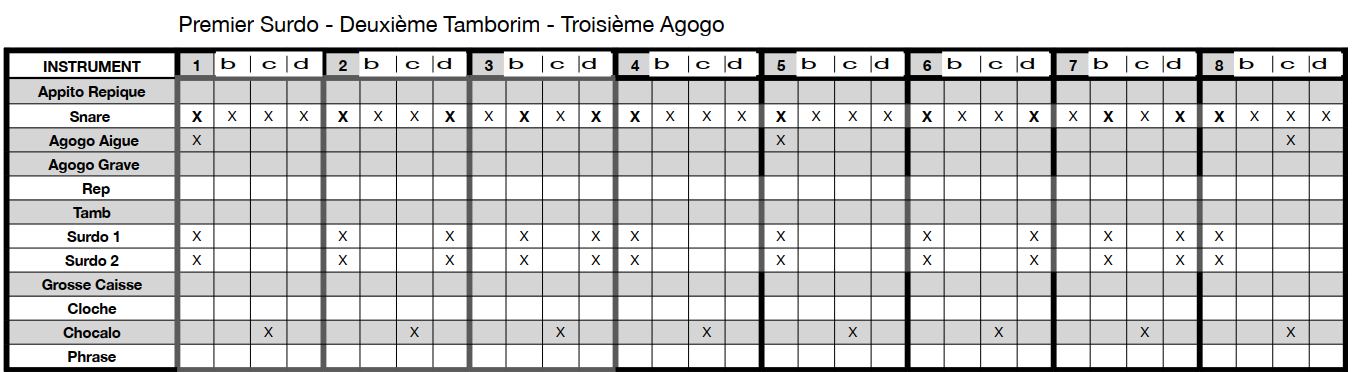 Premier Surdo - Deuxième Tamborim - Troisième Agogo
INSTRUMENT 1 b c d 2 b c d 3 b c d 4 b c d 5 b c d 6 b c d 7 b c d 8 b c d
Appito Repique
Snare X X X X X X X X X X X X X X X X X X X X X X X X X X X X X X X X
Agogo Aigue X X X
Agogo Grave
Rep
Tamb
Surdo 1 X X X X X X X X X X X X
Surdo 2 X X X X X X X X X X X X
Grosse Caisse
Cloche
Chocalo X X X X X X X X
Phrase